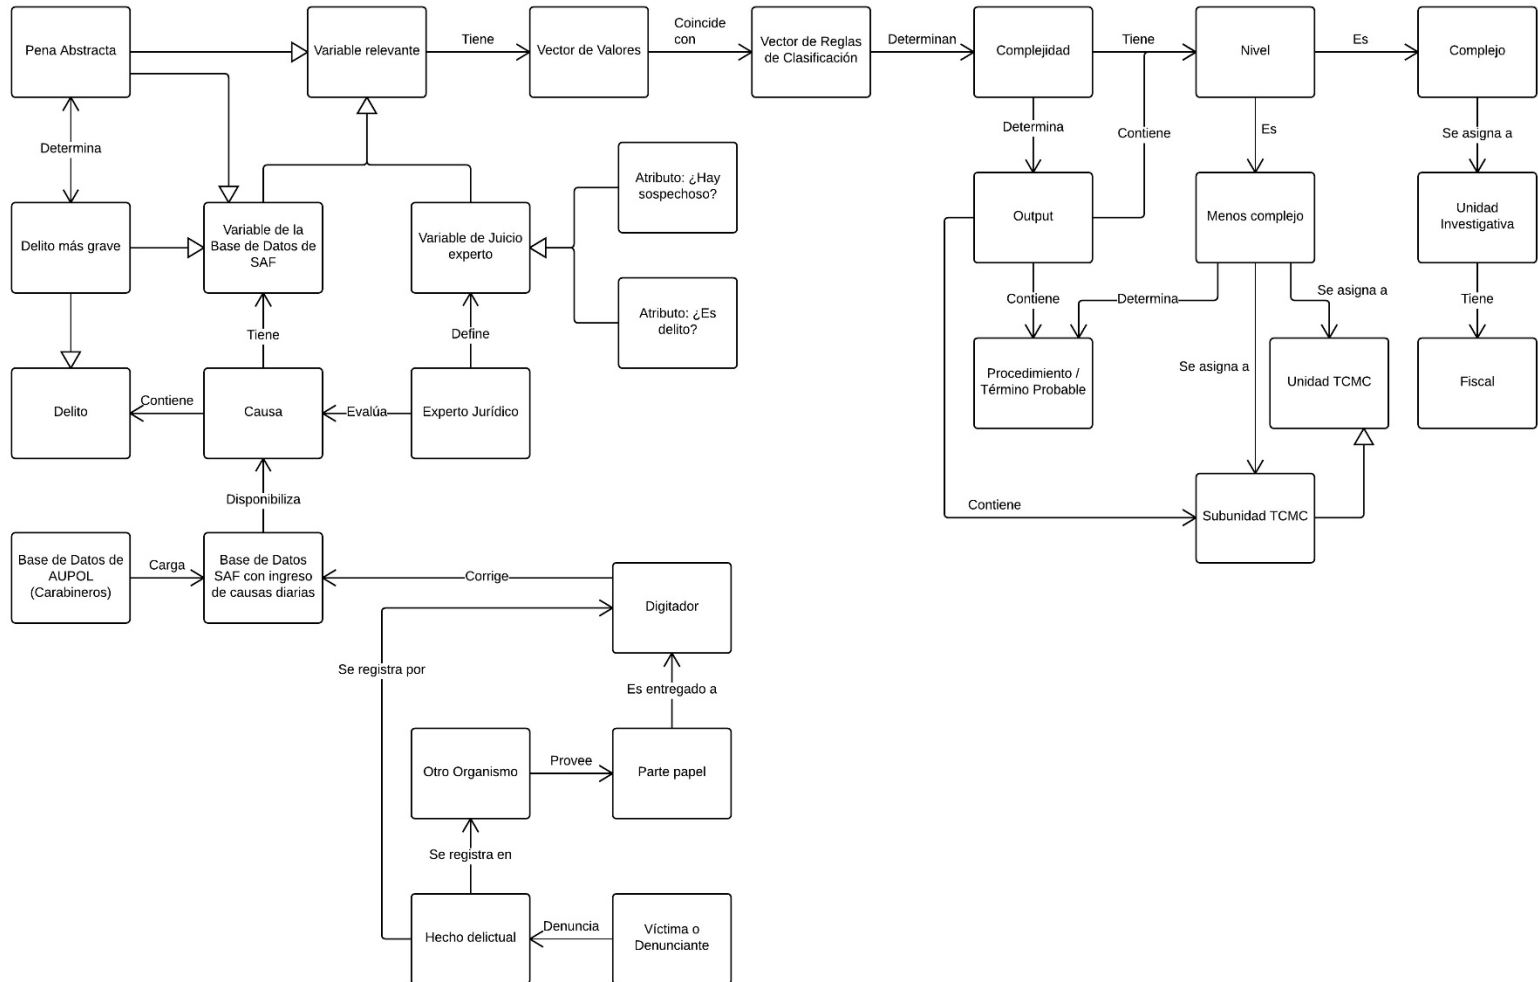 Pena Abstracta
Variable relevante
Tiene
Vector de Valores
Coincide
con
Vector de Reglas
de Clasificación
Determinan
Complejidad
Tiene
Nivel
Es
Complejo
Determina
Determina
Contiene
Es
Se asigna a
Atributo: ¿Hay
sospechoso?
Delito más grave
Variable de la
Base de Datos de
SAF
Variable de Juicio
experto
Output
Menos complejo
Unidad
Investigativa
Atributo: ¿Es
delito?
Contiene
Determina
Se asigna a
Tiene
Tiene
Define
Se asigna a
Procedimiento /
Término Probable
Unidad TCMC
Fiscal
Delito
Contiene
Causa
Evalúa
Experto Jurídico
Disponibiliza
Contiene
Subunidad TCMC
Base de Datos de
AUPOL
(Carabineros)
Carga
Base de Datos
SAF con ingreso
de causas diarias
Corrige
Digitador
Se registra por
Es entregado a
Otro Organismo
Provee
Parte papel
Se registra en
Hecho delictual
Denuncia
Víctima o
Denunciante